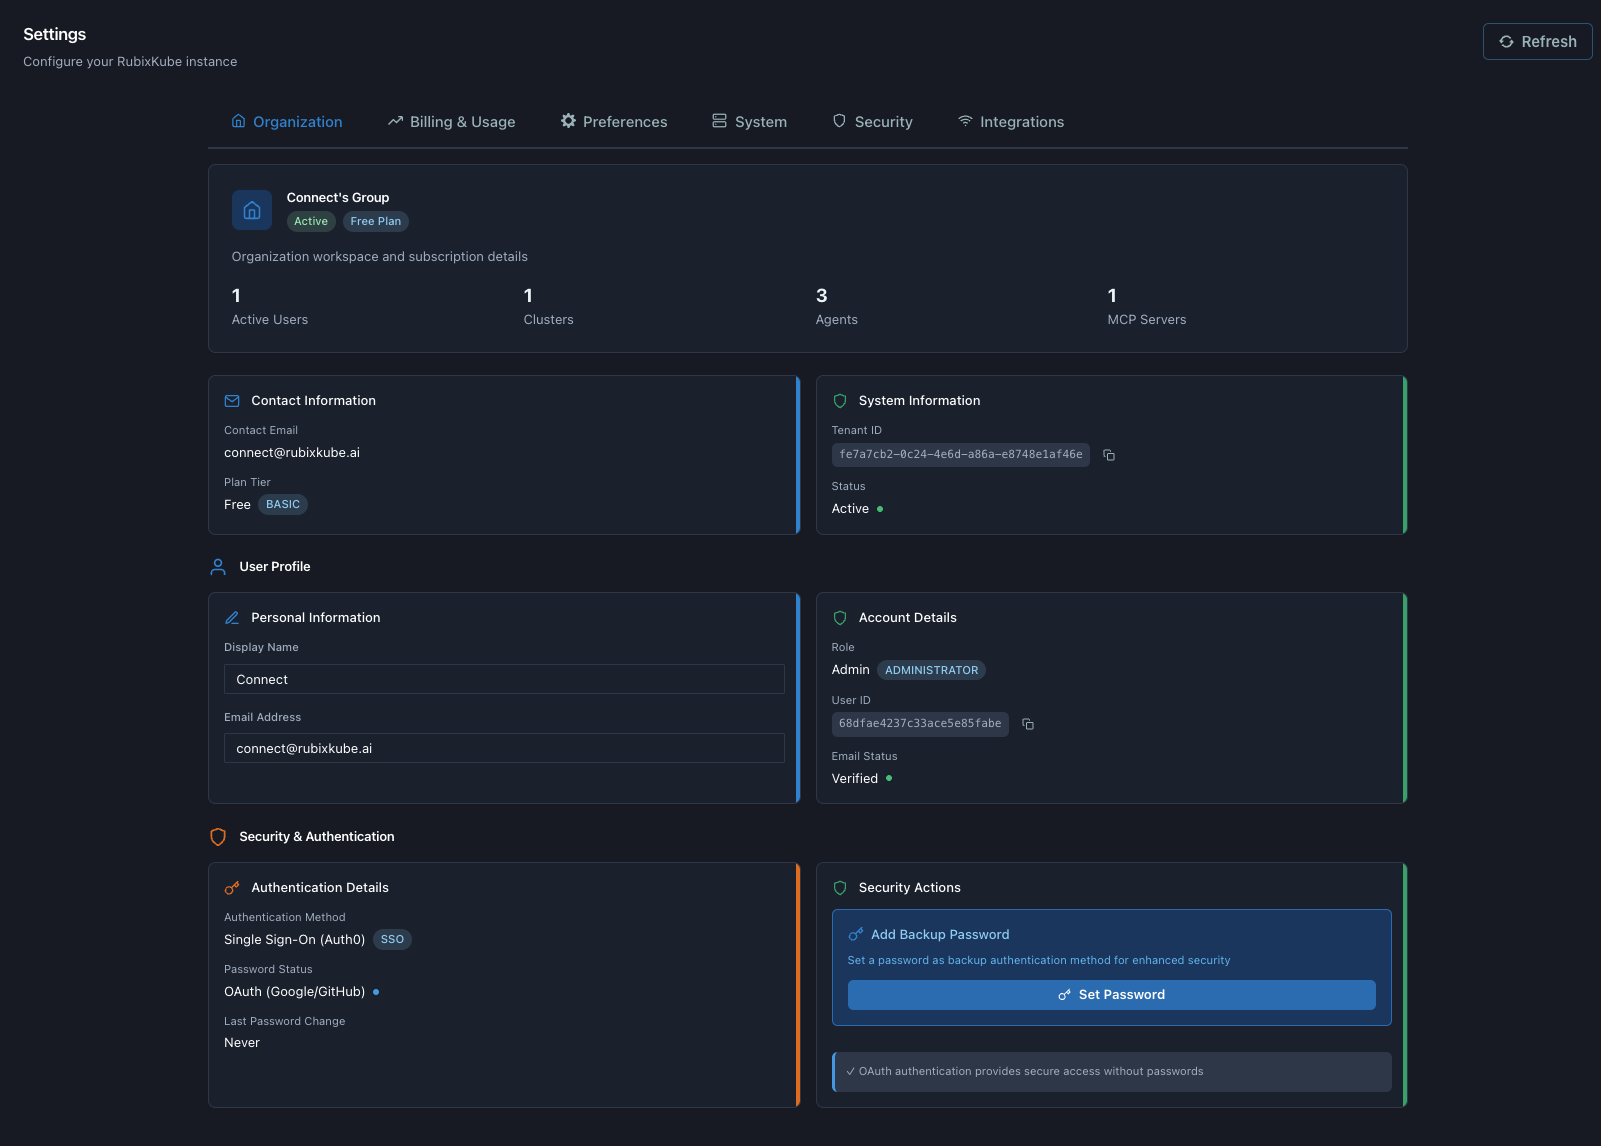 Settings
Configure your RubixKube instance
Refresh
Organization
Billing & Usage
Preferences
System
Security
Integrations
Connect's Group
Active
Free Plan
Organization workspace and subscription details
1
Active Users
1
Clusters
3
Agents
1
MCP Servers
Contact Information
Contact Email
connect@rubixkube.ai
Plan Tier
Free BASIC
System Information
Tenant ID
fe7a7cb2-0c24-4e6d-a86a-e8748e1af46e
Status
Active
User Profile
Personal Information
Display Name
Connect
Email Address
connect@rubixkube.ai
Account Details
Role
Admin ADMINISTRATOR
User ID
68dfae4237c33ace5e85fabe
Email Status
Verified
Security & Authentication
Authentication Details
Authentication Method
Single Sign-On (Auth0) SSO
Password Status
OAuth (Google/GitHub)
Last Password Change
Never
Security Actions
Add Backup Password
Set a password as backup authentication method for enhanced security
Set Password
✓ OAuth authentication provides secure access without passwords